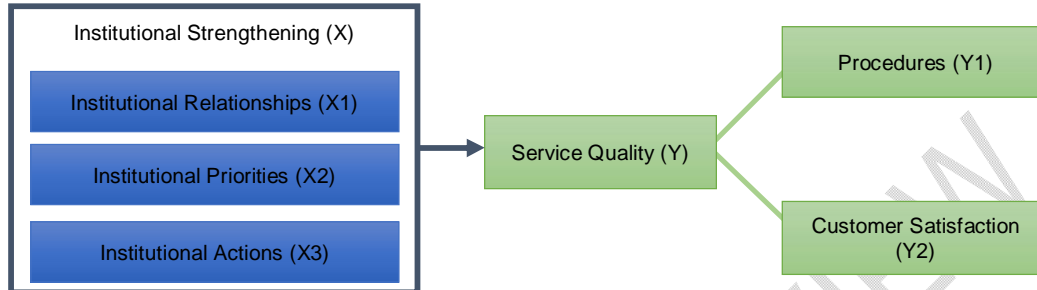 Institutional Strengthening (X)
Institutional Relationships (X1)
Institutional Priorities (X2)
Institutional Actions (X3)
Service Quality (Y)
Procedures (Y1)
Customer Satisfaction
(Y2)